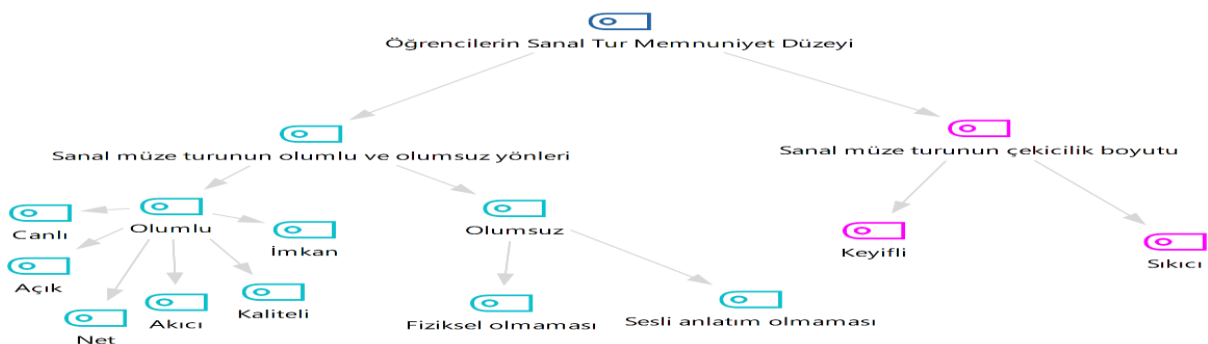 Öğrencilerin Sanal Tur Memnuniyet Düzeyi
Sanal müze turunun olumlu ve olumsuz yönleri
Sanal müze turunun çekicilik boyutu
Canlı
Olumlu
İmkan
Olumsuz
Keyifli
Sıkıcı
Açık
Net
Akıcı
Kaliteli
Fiziksel olmaması
Sesli anlatım olmaması